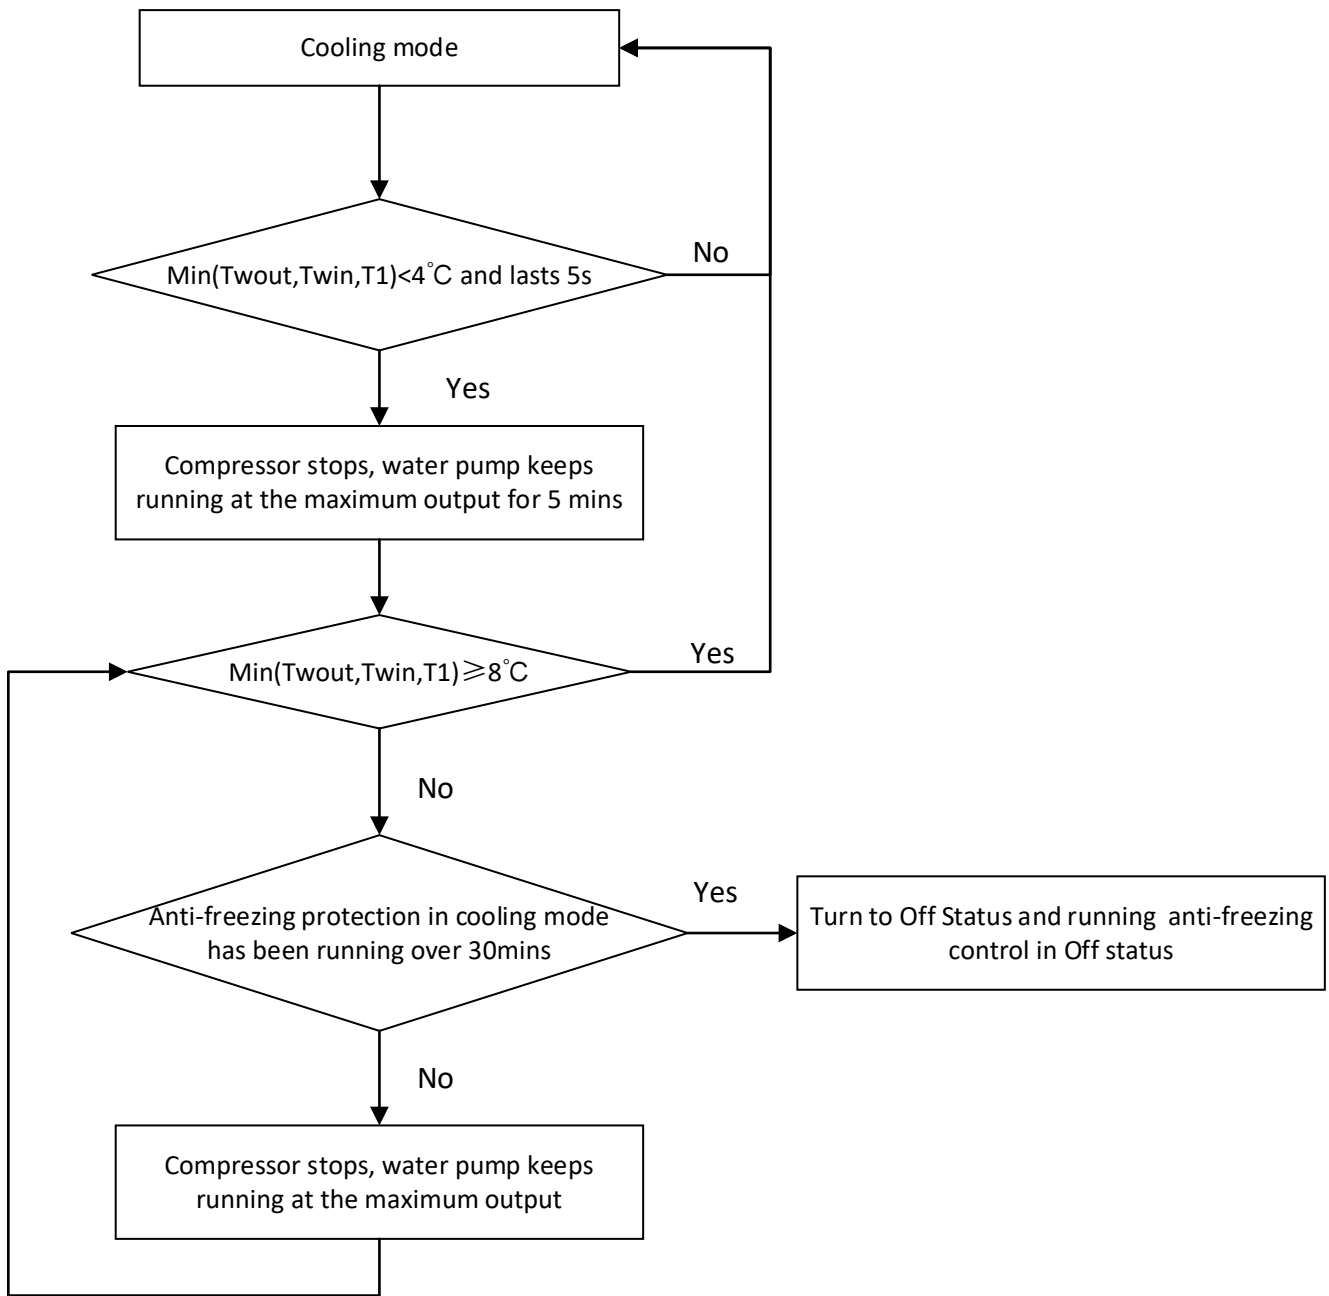 Cooling mode
Min(Twout,Twin,T1)<4℃ and lasts 5s
No
Yes
Compressor stops, water pump keeps
running at the maximum output for 5 mins
Min(Twout,Twin,T1)≥8℃
Yes
No
Anti-freezing protection in cooling mode
has been running over 30mins
Yes
Turn to Off Status and running  anti-freezing
control in Off status
No
Compressor stops, water pump keeps
running at the maximum output